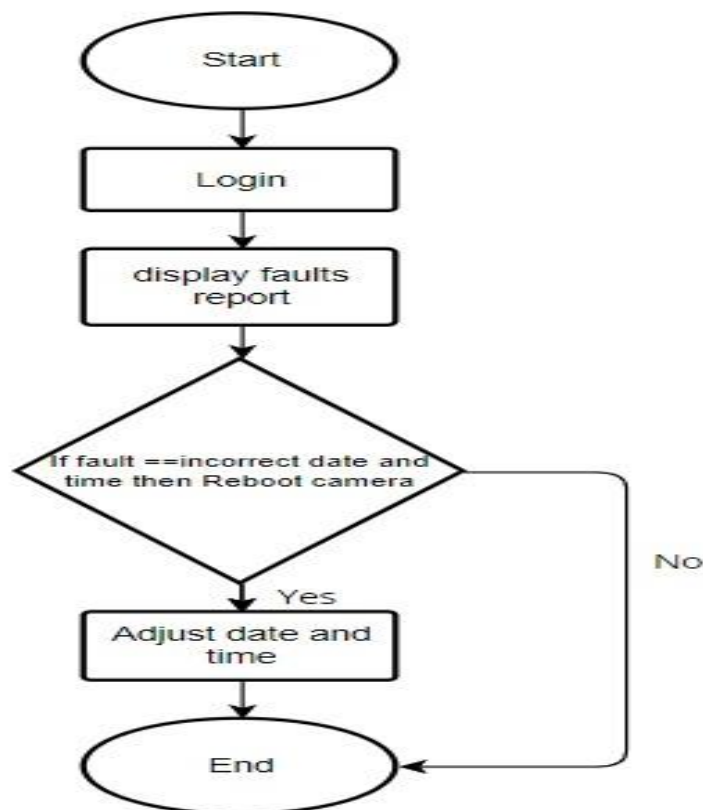 Start
Login
display faults
report
If fault ==incorrect date and
time then Reboot camera
No
Yes
Adjust date and
time
End